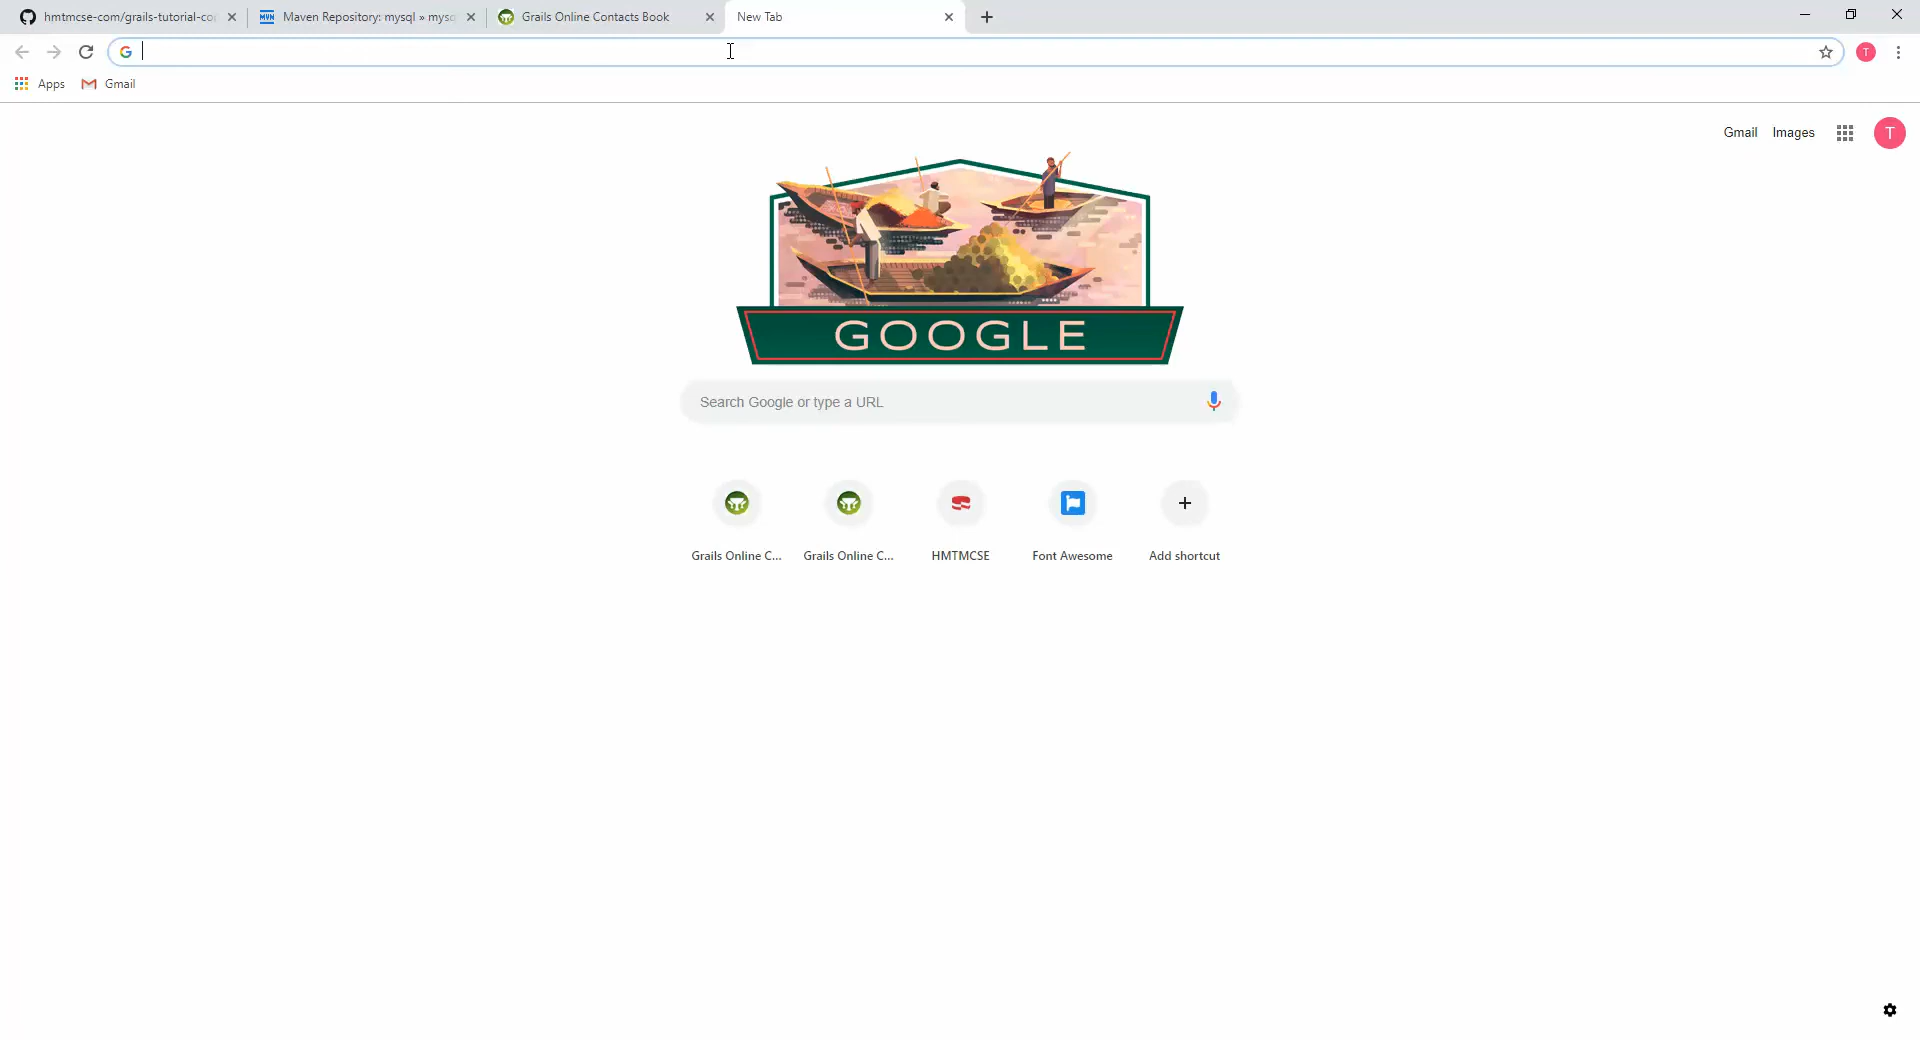 hmtmcse-com/grails-tutorial-co
Maven Repository: mysql » mysq
Grails Online Contacts Book
New Tab
Apps
Gmail
Gmail
Images
T
T
GOOGLE
Search Google or type a URL
Grails Online C...
Grails Online C...
HMTMCSE
Font Awesome
Add shortcut